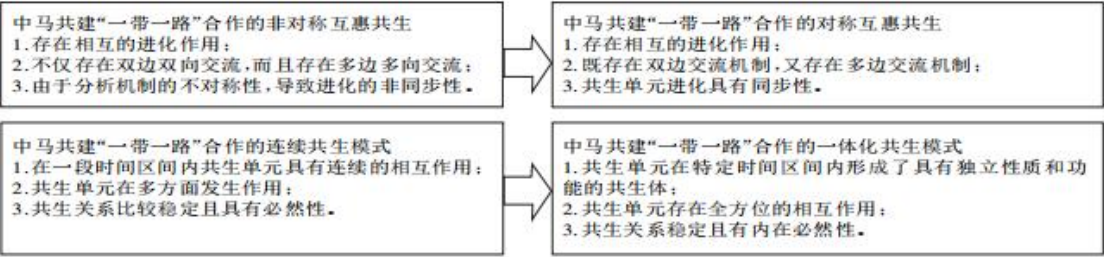 中马共建“一带一路”合作的非对称互惠共生
1.存在相互的进化作用；
2.不仅存在双边双向交流,而且存在多边多向交流；
3.由于分析机制的不对称性,导致进化的非同步性。
中马共建“一带一路”合作的对称互惠共生
1.存在相互的进化作用；
2.既存在双边交流机制,又存在多边交流机制；
3.共生单元进化具有同步性。
中马共建“一带一路”合作的连续共生模式
1.在一段时间区间内共生单元具有连续的相互作用；
2.共生单元在多方面发生作用；
3.共生关系比较稳定且具有必然性。
中马共建“一带一路”合作的一体化共生模式
1.共生单元在特定时间区间内形成了具有独立性质和功
能的共生体；
2.共生单元存在全方位的相互作用；
3.共生关系稳定且有内在必然性。